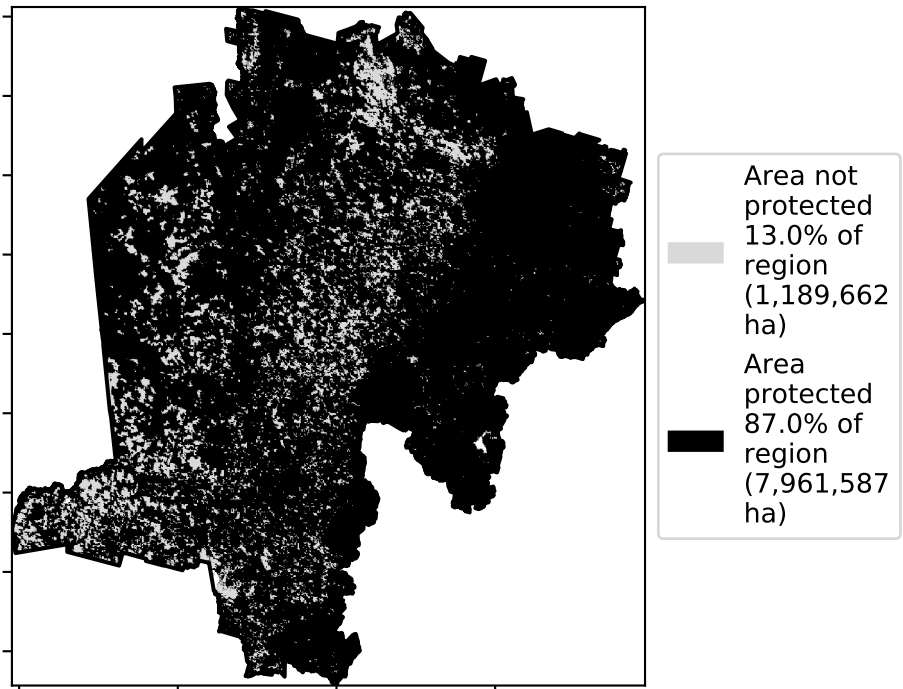 Area not
protected
13.0% of
region
(1,189,662
ha)
Area
protected
87.0% of
region
(7,961,587
ha)